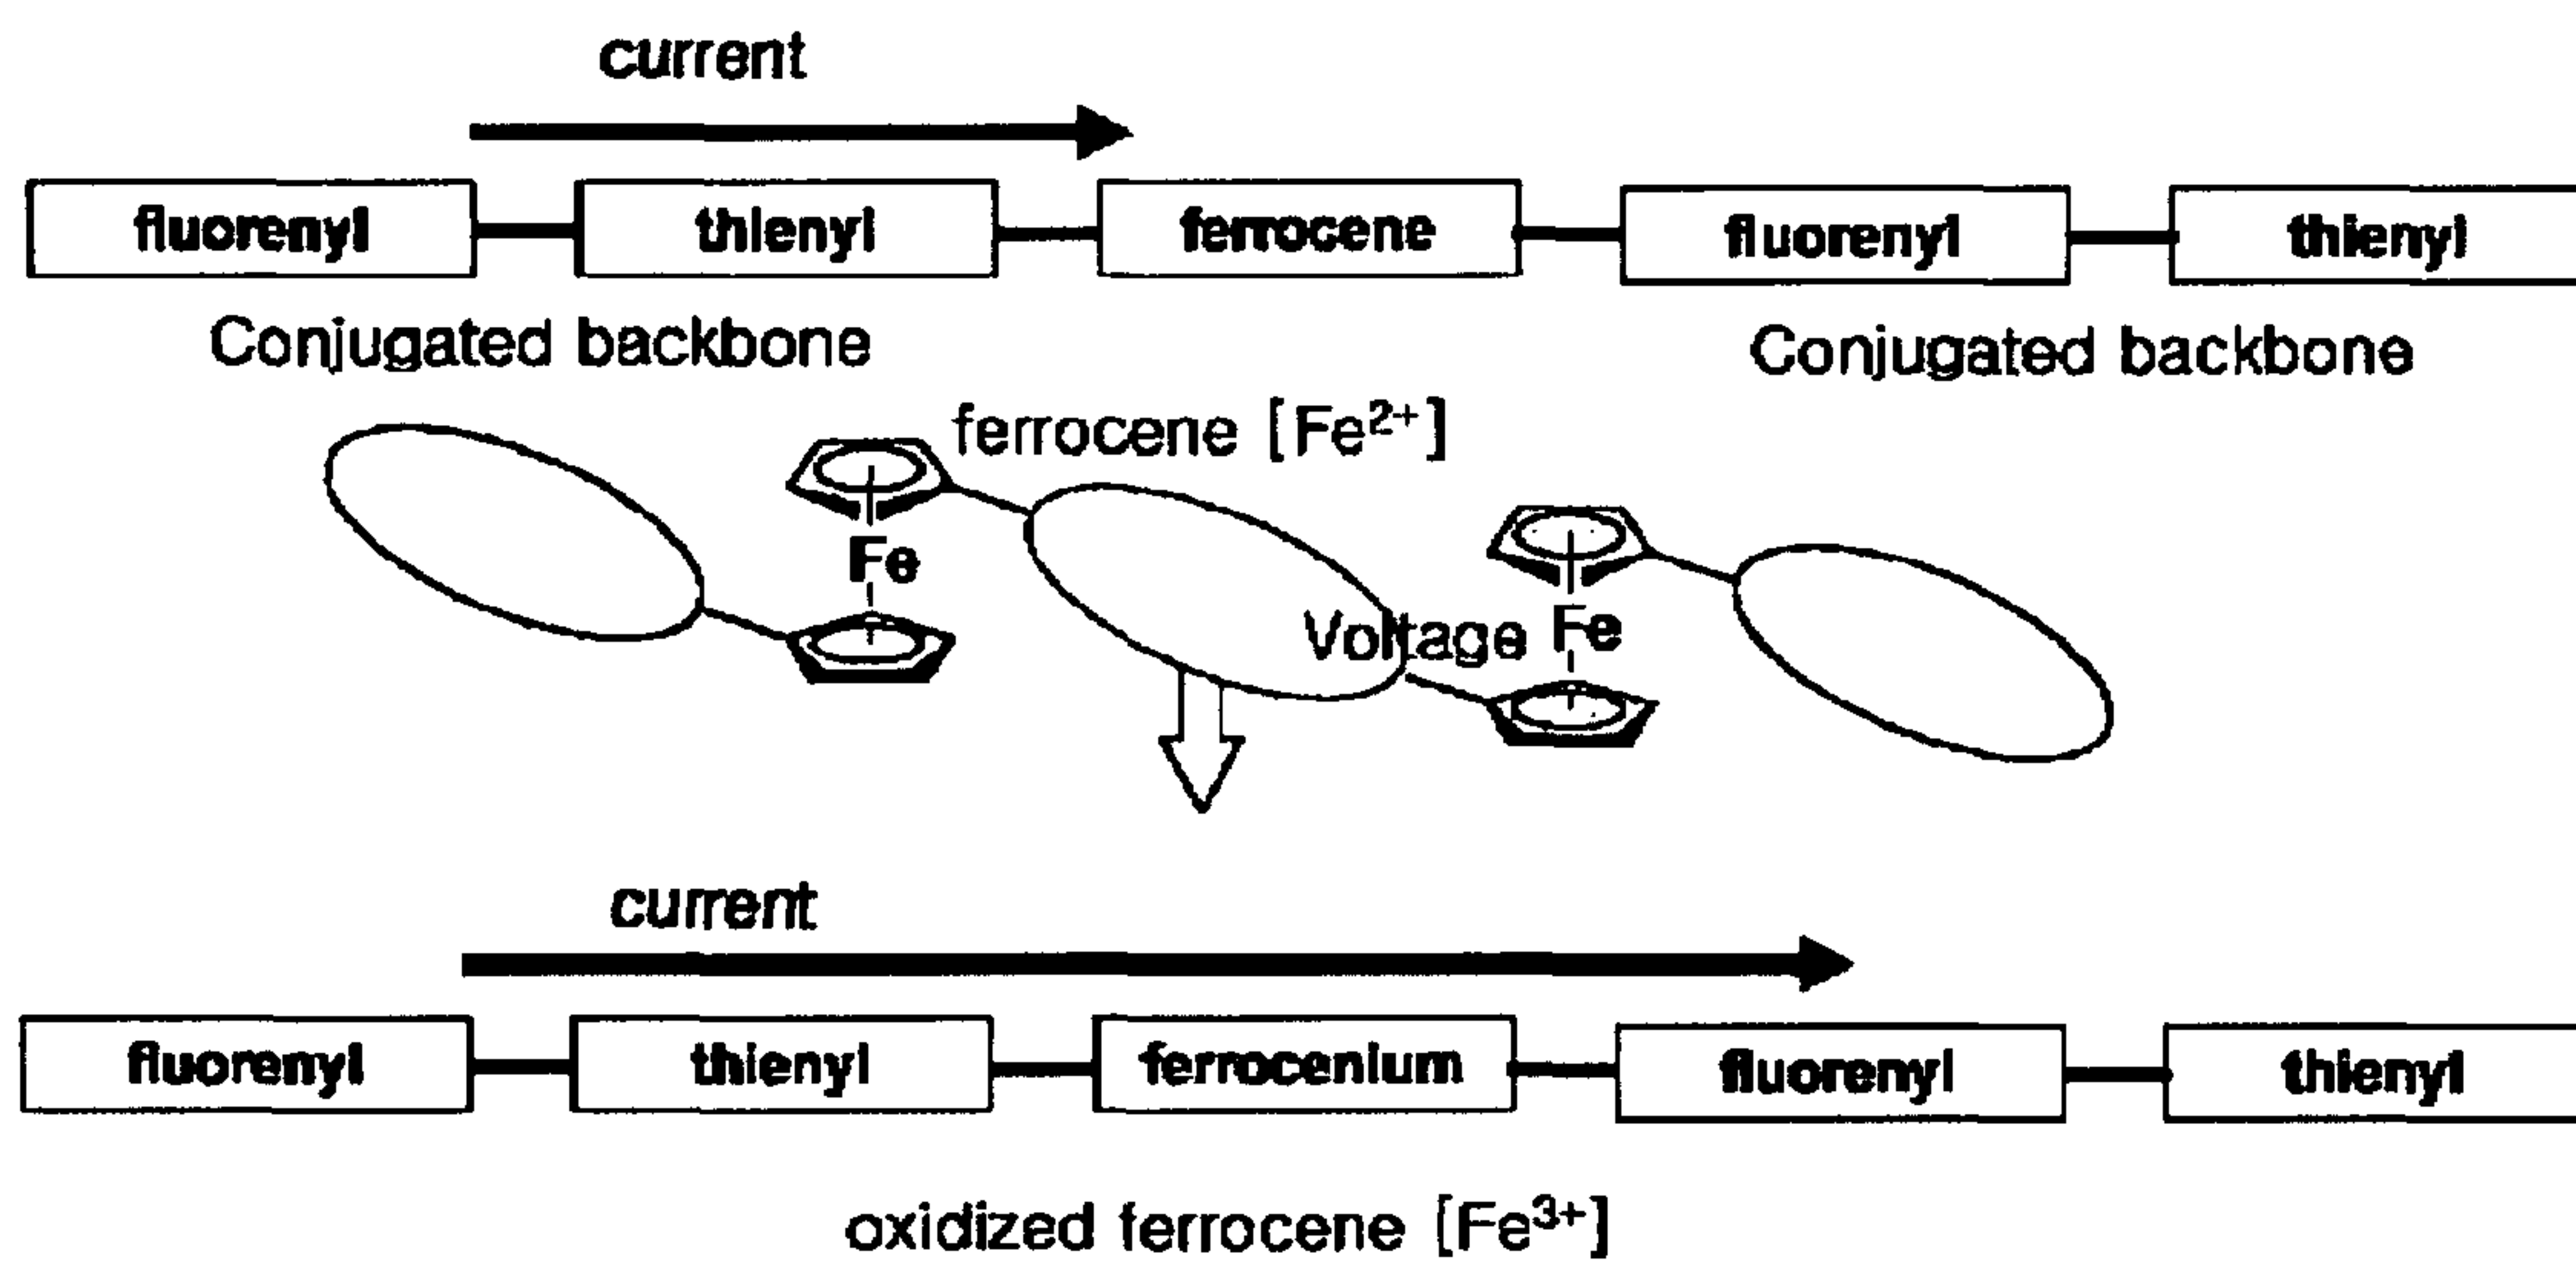 current
fluorenyl thienyl ferrocene fluorenyl thienyl
Conjugated backbone Conjugated backbone
ferrocene [Fe²⁺]
Fe
Voltage Fe
current
fluorenyl thienyl ferrocenium fluorenyl thienyl
oxidized ferrocene [Fe³⁺]